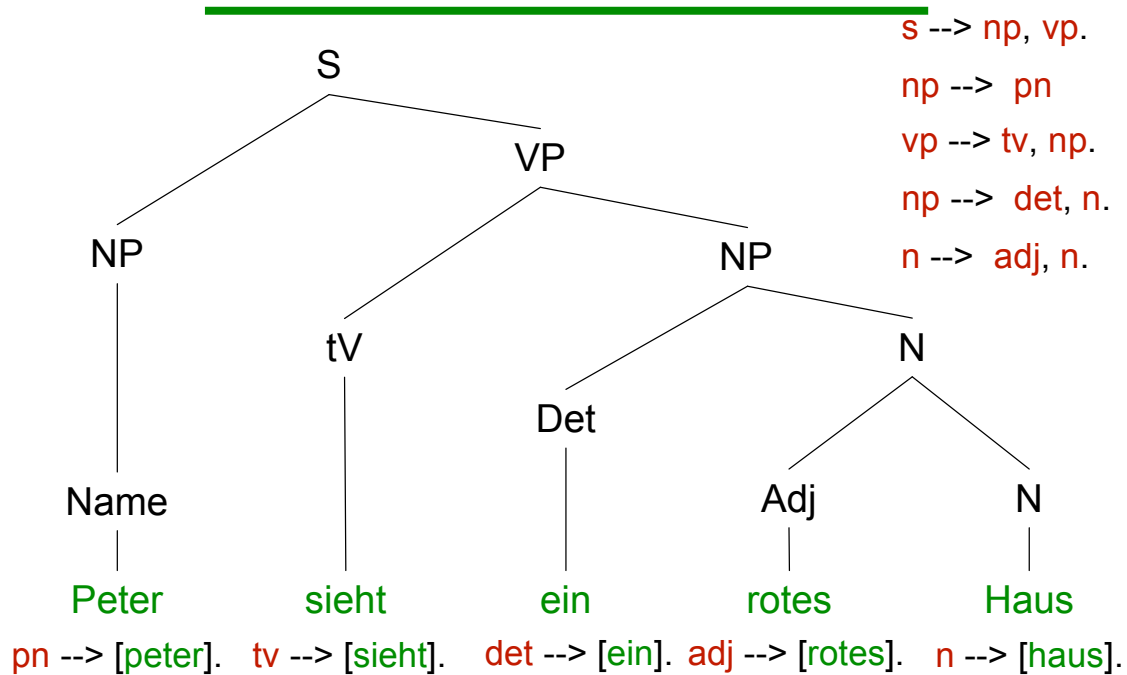 s --> np, vp.
S
np --> pn
vp --> tv, np.
VP
np --> det, n.
NP
NP
n --> adj, n.
tV
N
Det
Name
Adj
N
Peter sieht ein rotes Haus
pn --> [peter]. tv --> [sieht]. det --> [ein]. adj --> [rotes]. n --> [haus].